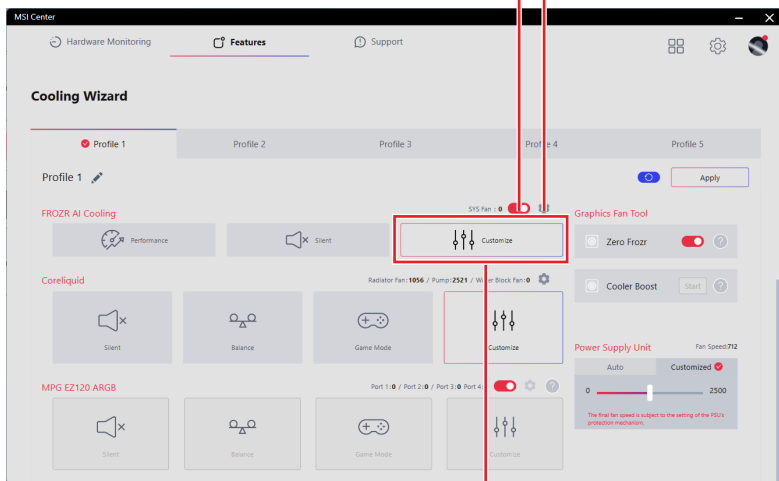 MSI Center
Hardware Monitoring
Features
Support
Cooling Wizard
Profile 1
Profile 2
Profile 3
Profile 4
Profile 5
Profile 1
Apply
FROZR AI Cooling
SYS Fan : 0
Performance
Silent
Customize
Graphics Fan Tool
Zero Frozr
?
Cooler Boost
Start
?
Coreliquid
Radiator Fan:1056 / Pump:2521 / Block Fan:0
Silent
Balance
Game Mode
Customize
Power Supply Unit
Fan Speed:712
Auto
Customized
0
2500
The final fan speed is subject to the setting of the PSU's
protection mechanism.
MPG EZ120 ARGB
Port 1:0 / Port 2:0 / Port 3:0 Port 4:
?
Silent
Balance
Game Mode
Customize